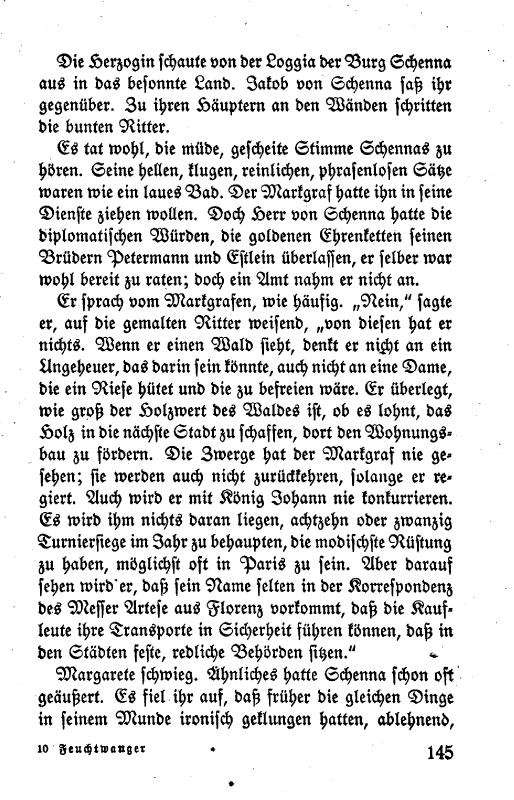 Die Herzogin schaute von der Loggia der Burg Schenna
aus in das besonnte Land. Jakob von Schenna saß ihr
gegenüber. Zu ihren Häuptern an den Wänden schritten
die bunten Ritter.
Es tat wohl, die müde, gescheite Stimme Schennas zu
hören. Seine hellen, klugen, reinlichen, phrasenlosen Sätze
waren wie ein laues Bad. Der Markgraf hatte ihn in seine
Dienste ziehen wollen. Doch Herr von Schenna hatte die
diplomatischen Würden, die goldenen Ehrenketten seinen
Brüdern Petermann und Estlein überlassen, er selber war
wohl bereit zu raten; doch ein Amt nahm er nicht an.
Er sprach vom Markgrafen, wie häufig. „Nein,“ sagte
er, auf die gemalten Ritter weisend, „von diesen hat er
nichts. Wenn er einen Wald sieht, denkt er nicht an ein
Ungeheuer, das darin sein könnte, auch nicht an eine Dame,
die ein Riese hütet und die zu befreien wäre. Er überlegt,
wie groß der Holzwert des Waldes ist, ob es lohnt, das
Holz in die nächste Stadt zu schaffen, dort den Wohnungs-
bau zu fördern. Die Zwerge hat der Markgraf nie ge-
sehen; sie werden auch nicht zurückkehren, solange er re-
giert. Auch wird er mit König Johann nie konkurrieren.
Es wird ihm nichts daran liegen, achtzehn oder zwanzig
Turniersiege im Jahr zu behaupten, die modischste Rüstung
zu haben, möglichst oft in Paris zu sein. Aber darauf
sehen wird er, daß sein Name selten in der Korrespondenz
des Messer Artese aus Florenz vorkommt, daß die Kauf-
leute ihre Transporte in Sicherheit führen können, daß in
den Städten feste, redliche Behörden sitzen.“
Margarete schwieg. Ähnliches hatte Schenna schon oft
geäußert. Es fiel ihr auf, daß früher die gleichen Dinge
in seinem Munde ironisch geklungen hatten, ablehnend,
10 Feuchtwanger 145